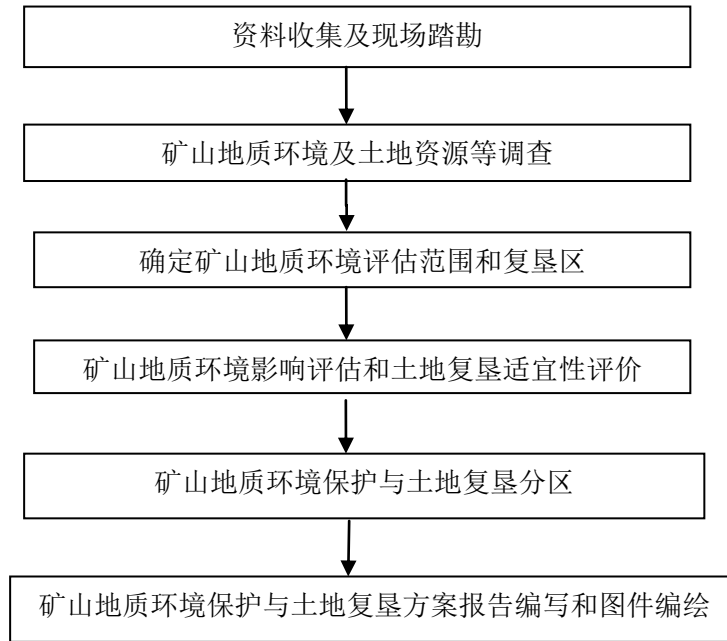 资料收集及现场踏勘
矿山地质环境及土地资源等调查
确定矿山地质环境评估范围和复垦区
矿山地质环境影响评估和土地复垦适宜性评价
矿山地质环境保护与土地复垦分区
矿山地质环境保护与土地复垦方案报告编写和图件编绘